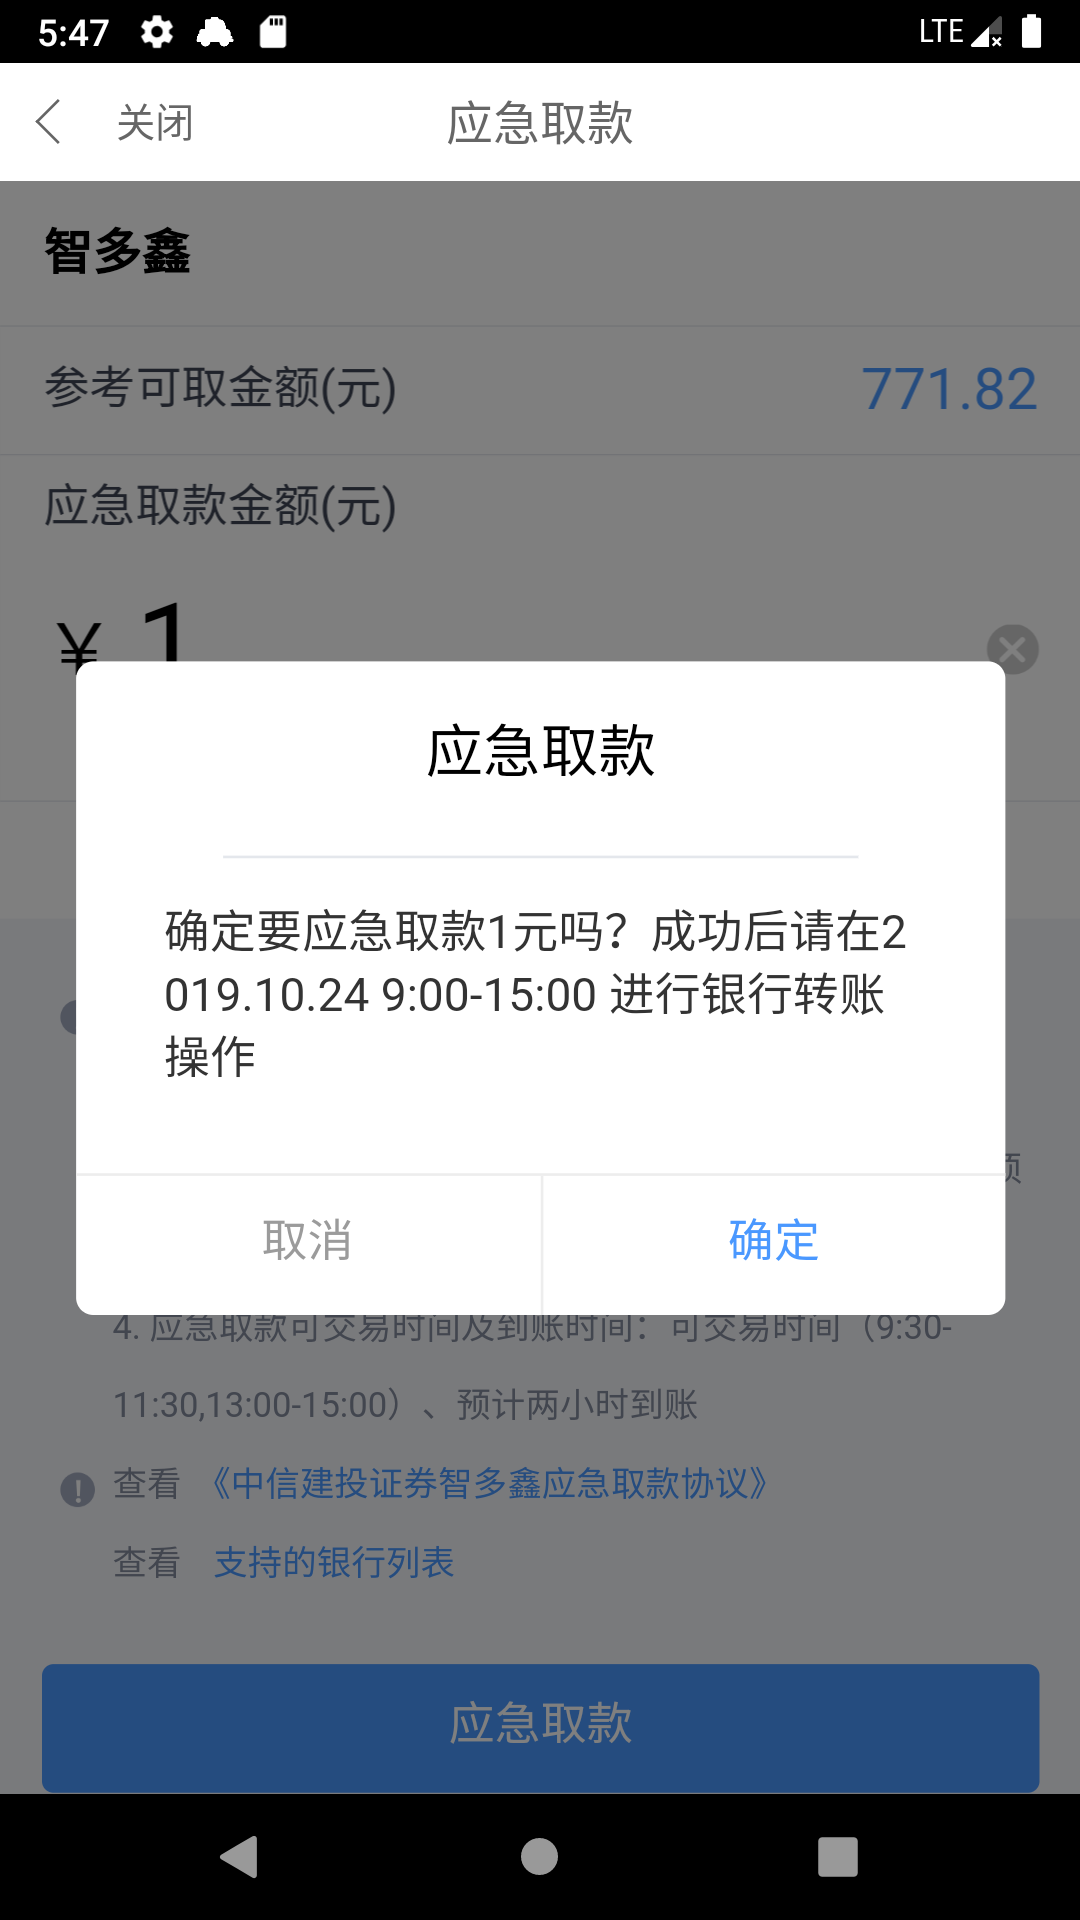 5:47
LTE
关闭
应急取款
智多鑫
参考可取金额(元)
771.82
应急取款金额(元)
¥ 1
应急取款
确定要应急取款1元吗？成功后请在2
019.10.24 9:00-15:00 进行银行转账
操作
取消
确定
4. 应急取款可交易时间及到账时间：可交易时间（9:30-
11:30,13:00-15:00）、预计两小时到账
查看 《中信建投证券智多鑫应急取款协议》
查看 支持的银行列表
应急取款